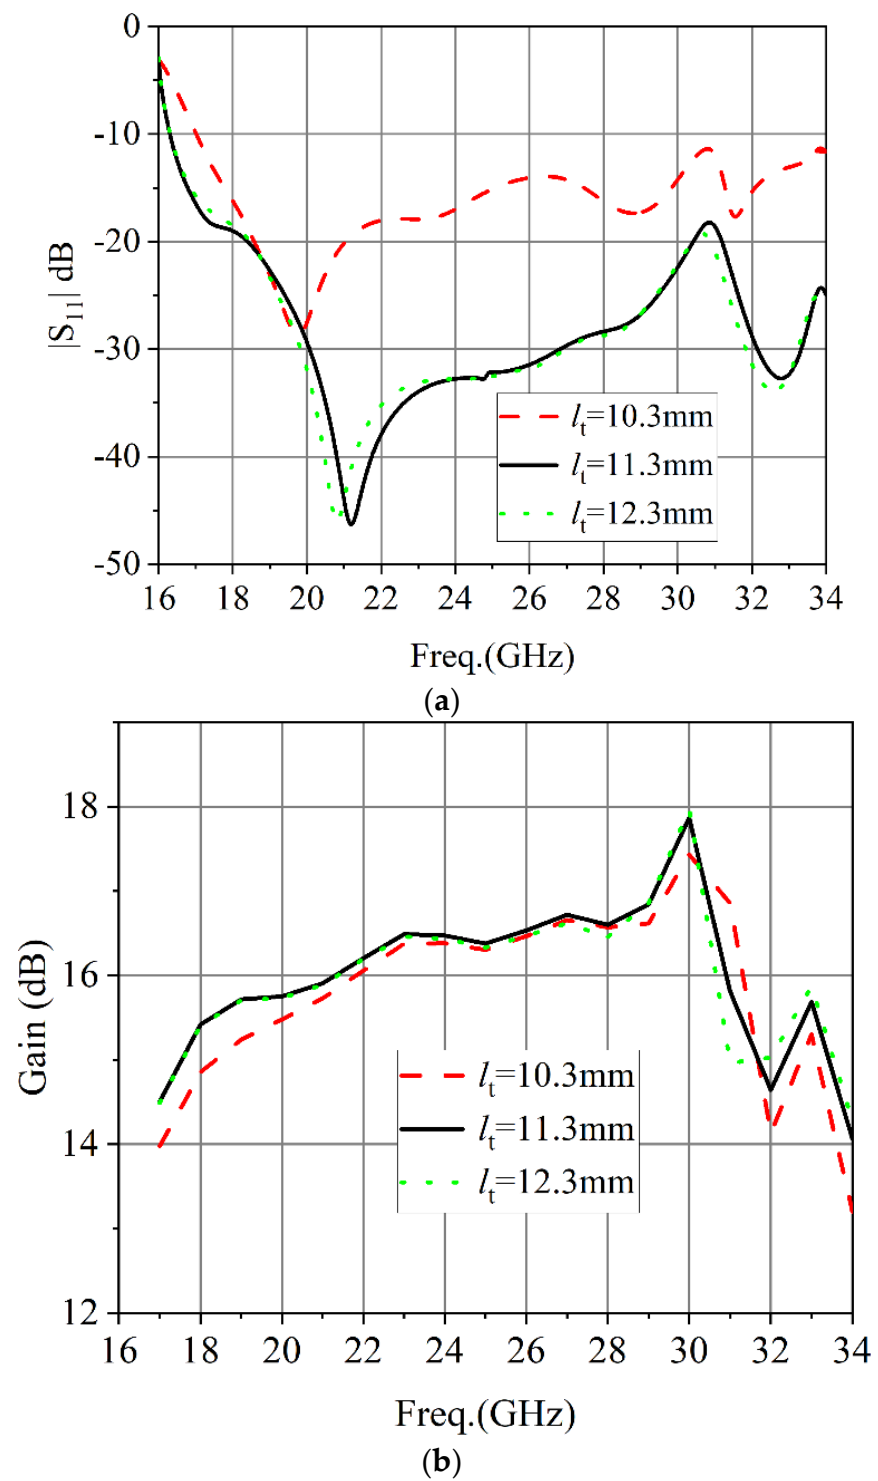 0
-10
-20
-30
-40
-50
|S11| dB
lt=10.3mm
lt=11.3mm
lt=12.3mm
16 18 20 22 24 26 28 30 32 34
Freq.(GHz)
(a)
18
16
14
12
Gain (dB)
lt=10.3mm
lt=11.3mm
lt=12.3mm
16 18 20 22 24 26 28 30 32 34
Freq.(GHz)
(b)